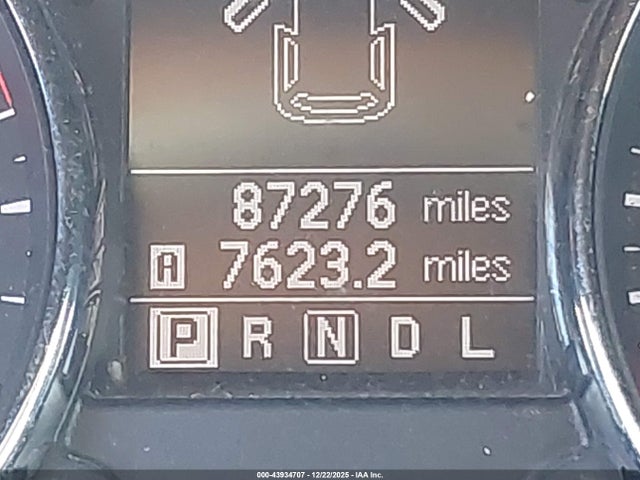 87276 miles
A 7623.2 miles
P R N D L
000-43934707 - 12/22/2025 - IAA Inc.